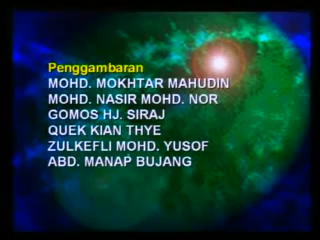 Penggambaran
MOHD. MOKHTAR MAHUDIN
MOHD. NASIR MOHD. NOR
GOMOS HJ. SIRAJ
QUEK KIAN THYE
ZULKEFLI MOHD. YUSOF
ABD. MANAP BUJANG